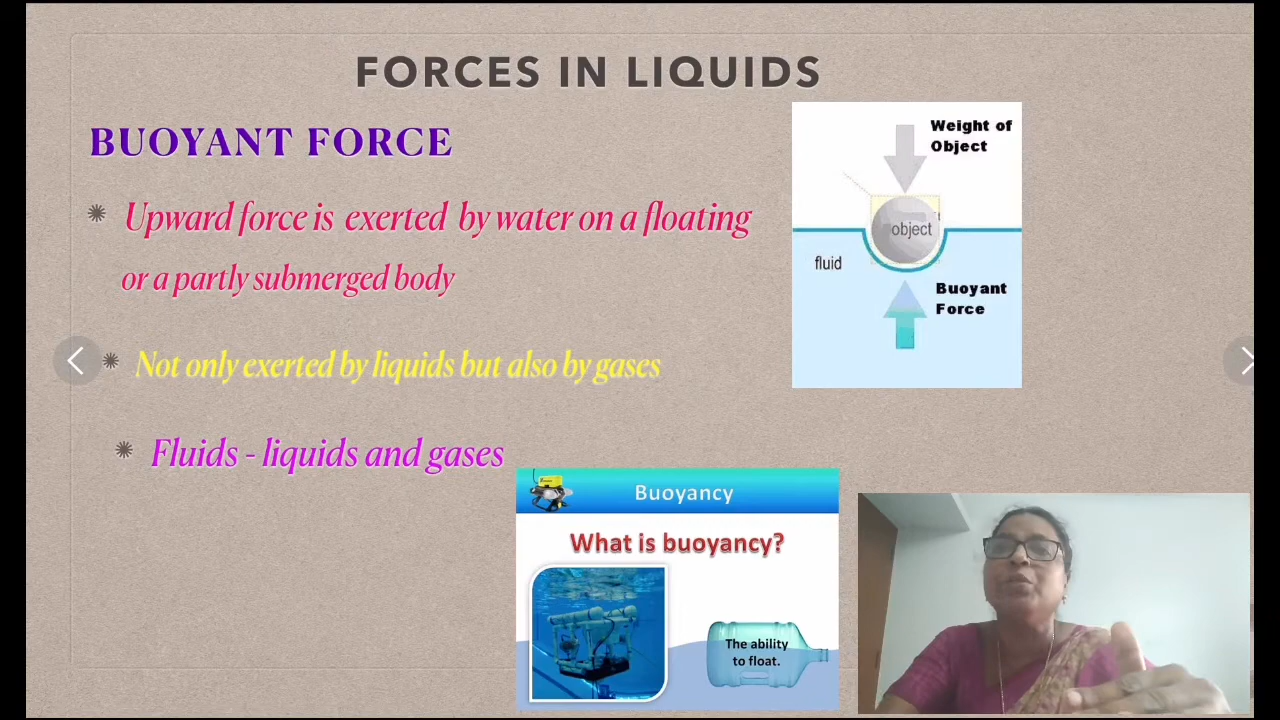 FORCES IN LIQUIDS
BUOYANT FORCE
Upward force is exerted by water on a floating
or a partly submerged body
Not only exerted by liquids but also by gases
Fluids - liquids and gases
Weight of
Object
object
fluid
Buoyant
Force
Buoyancy
What is buoyancy?
The ability
to float.